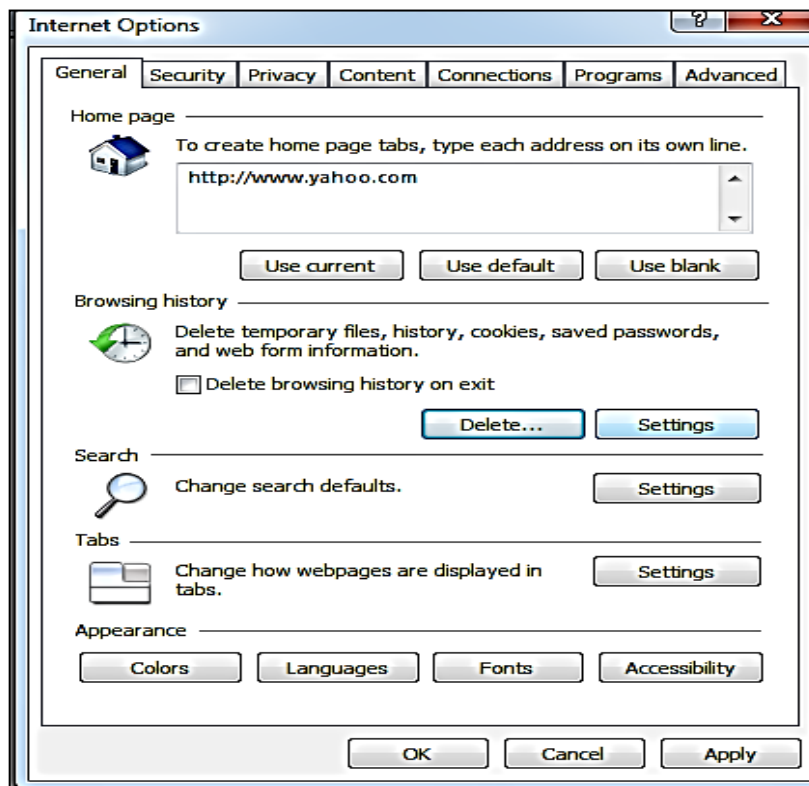 Internet Options
?
X
General Security Privacy Content Connections Programs Advanced
Home page
To create home page tabs, type each address on its own line.
http://www.yahoo.com
Use current Use default Use blank
Browsing history
Delete temporary files, history, cookies, saved passwords,
and web form information.
Delete browsing history on exit
Delete... Settings
Search
Change search defaults. Settings
Tabs
Change how webpages are displayed in
tabs.
Settings
Appearance
Colors Languages Fonts Accessibility
OK Cancel Apply